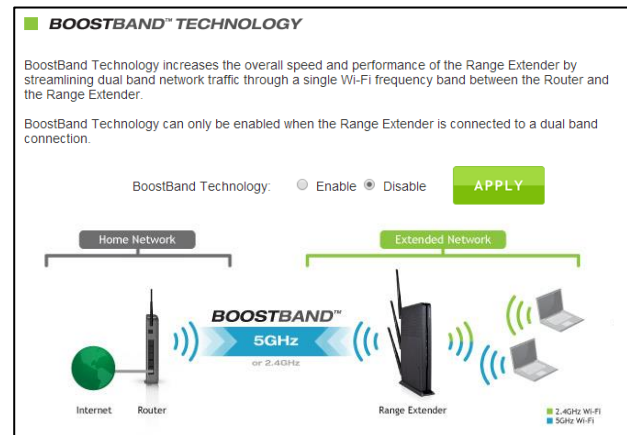 BOOSTBAND™ TECHNOLOGY
BoostBand Technology increases the overall speed and performance of the Range Extender by
streamlining dual band network traffic through a single Wi-Fi frequency band between the Router and
the Range Extender.
BoostBand Technology can only be enabled when the Range Extender is connected to a dual band
connection.
BoostBand Technology: Enable Disable APPLY
Home Network Extended Network
BOOSTBAND™
5GHz
or 2.4GHz
Internet Router Range Extender
2.4GHz Wi-Fi
5GHz Wi-Fi